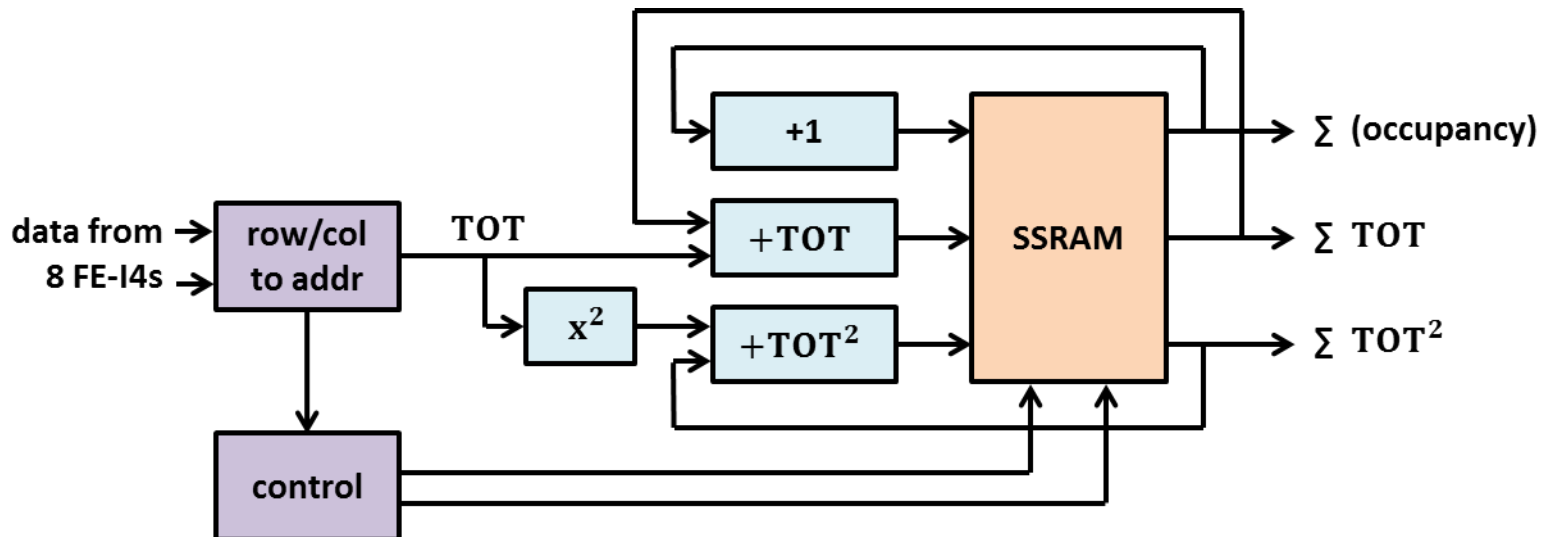 +1
∑ (occupancy)
data from
8 FE-I4s
row/col
to addr
TOT
+TOT
SSRAM
∑ TOT
x²
+TOT²
∑ TOT²
control